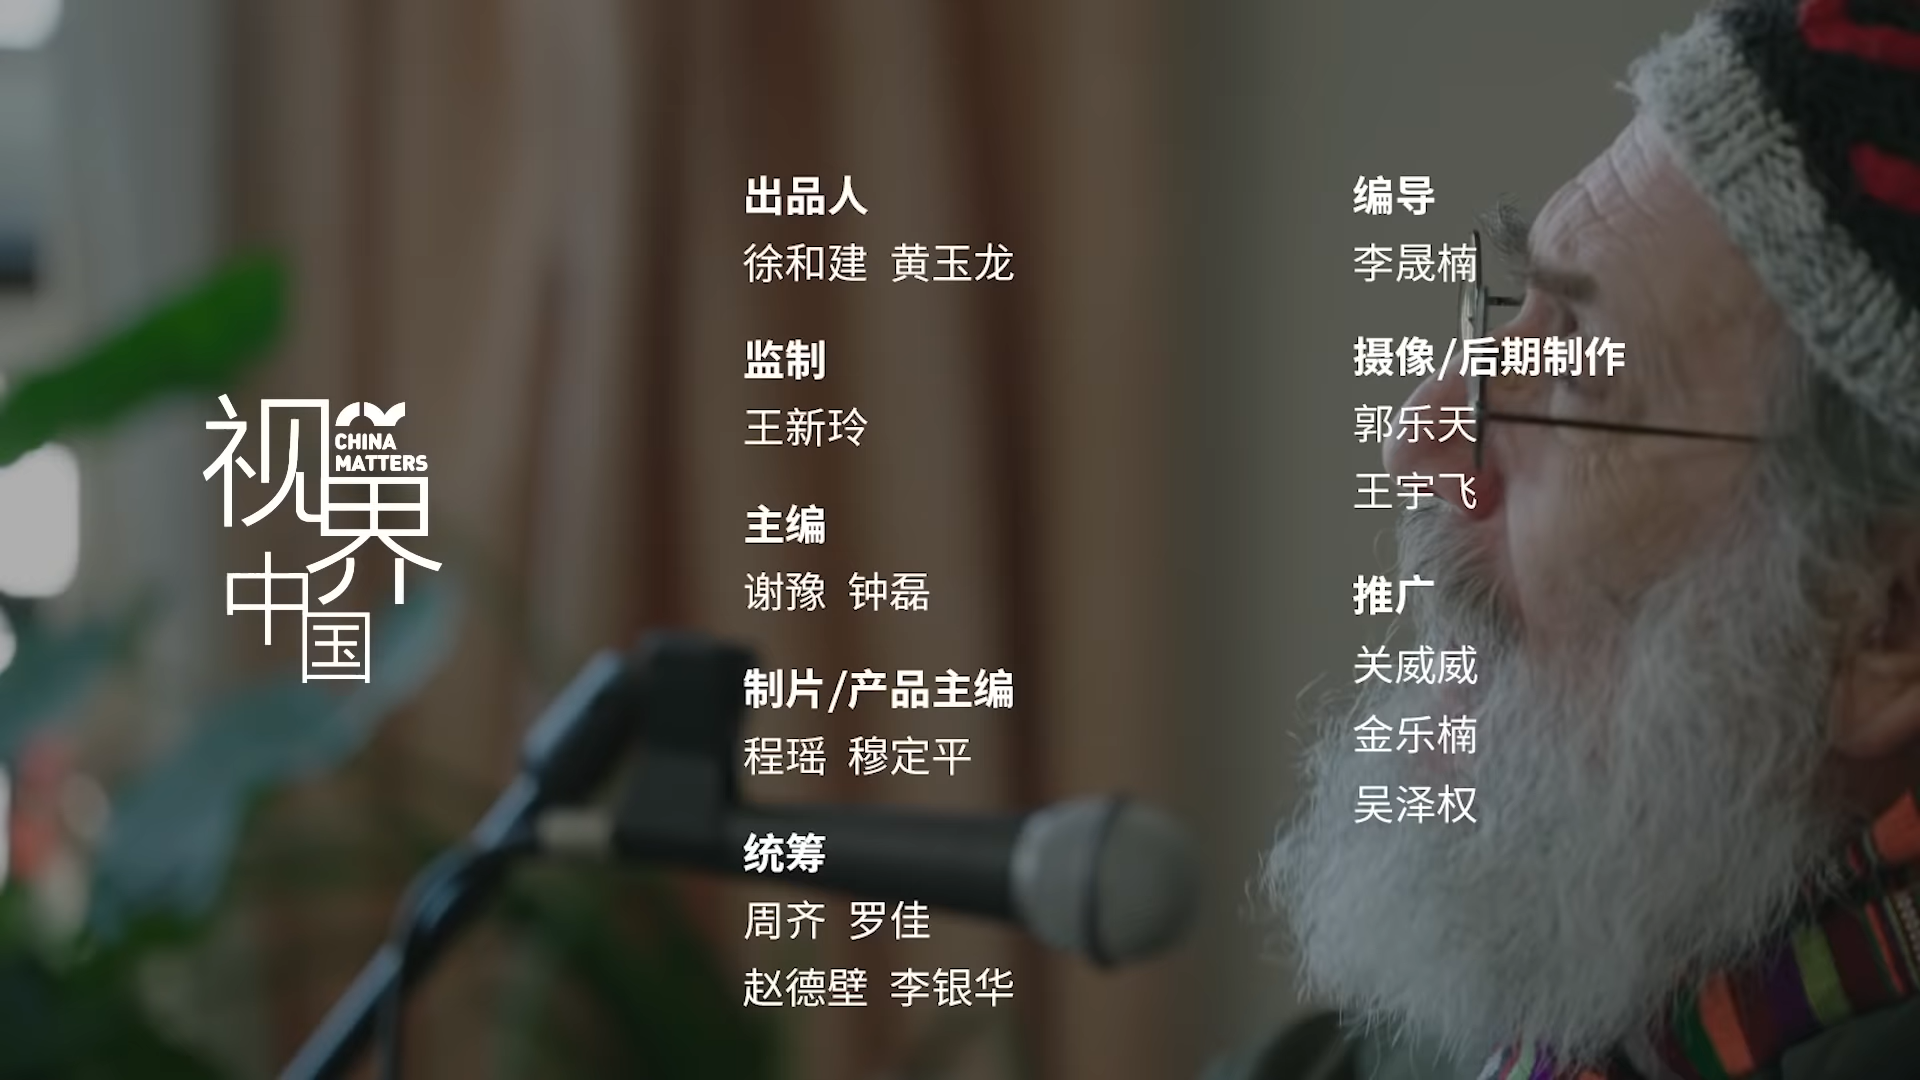 视界中国
CHINA
MATTERS
出品人
徐和建 黄玉龙
监制
王新玲
主编
谢豫 钟磊
制片/产品主编
程瑶 穆定平
统筹
周齐 罗佳
赵德壁 李银华
编导
李晟楠
摄像/后期制作
郭乐天
王宇飞
推广
关威威
金乐楠
吴泽权